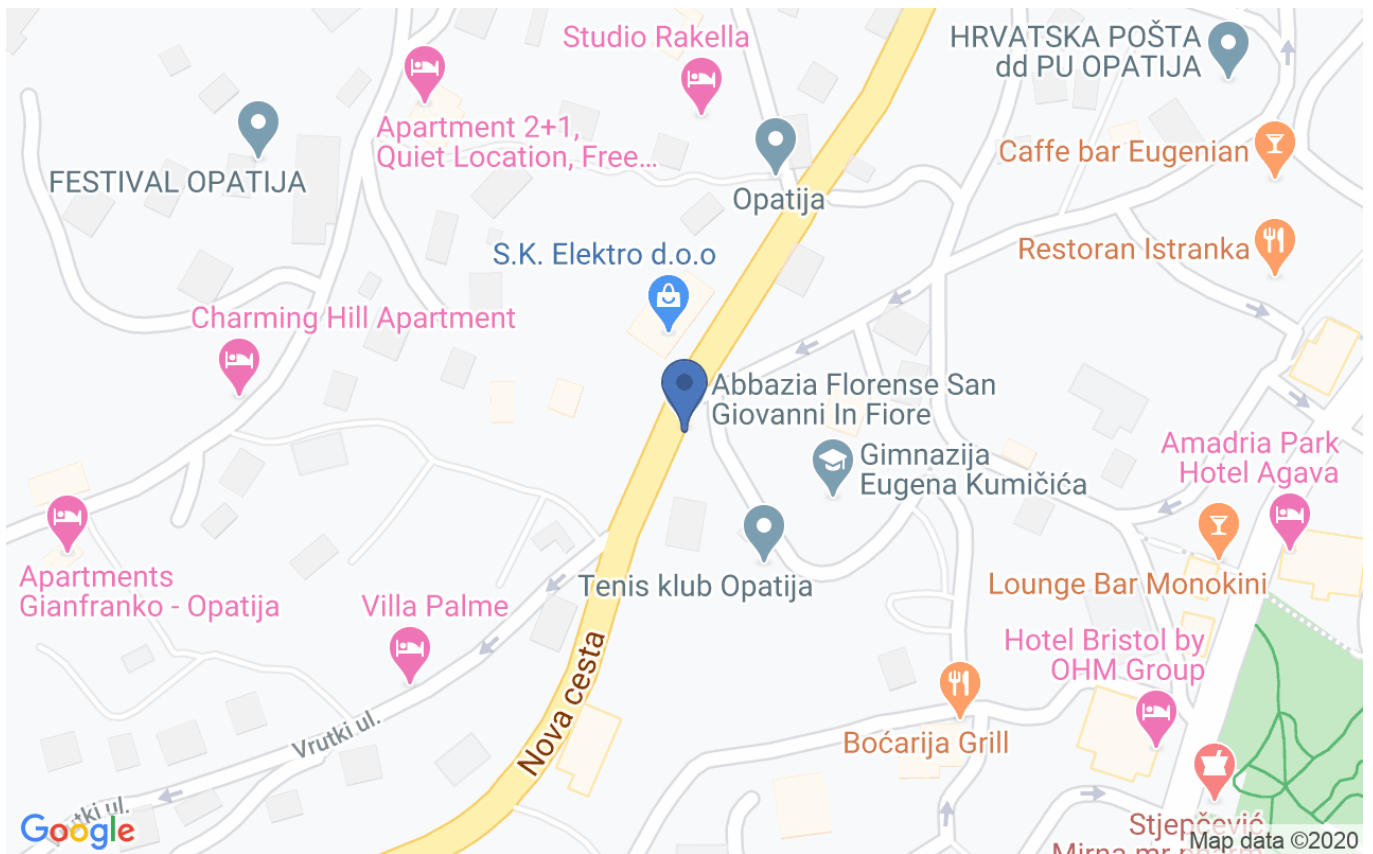 Studio Rakella
HRVATSKA POŠTA
dd PU OPATIJA
Apartment 2+1,
Quiet Location, Free...
Caffe bar Eugenian
FESTIVAL OPATIJA
Opatija
Restoran Istranka
S.K. Elektro d.o.o
Charming Hill Apartment
Abbazia Florense San
Giovanni In Fiore
Gimnazija
Eugena Kumičića
Amadria Park
Hotel Agava
Apartments
Gianfranko - Opatija
Villa Palme
Tenis klub Opatija
Lounge Bar Monokini
Hotel Bristol by
OHM Group
Nova cesta
Vrutki ul.
Boćarija Grill
ul.
Google
Stjepčević
Mirna mr
Map data ©2020